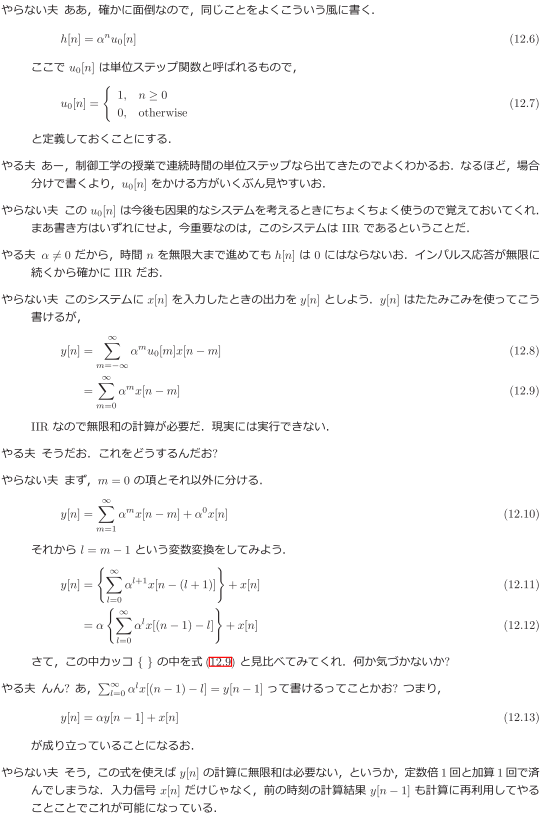 やらない夫 ああ，確かに面倒なので，同じことをよくこういう風に書く．
h[n] = αⁿu₀[n] (12.6)
ここで u₀[n] は単位ステップ関数と呼ばれるもので，
u₀[n] = { 1, n ≥ 0
0, otherwise (12.7)
と定義しておくことにする．
やる夫 あー，制御工学の授業で連続時間の単位ステップなら出てきたのでよくわかるお．なるほど，場合
分けで書くより，u₀[n] をかける方がいくぶん見やすいお．
やらない夫 この u₀[n] は今後も因果的なシステムを考えるときにちょくちょく使うので覚えておいてくれ．
まあ書き方はいずれにせよ，今重要なのは，このシステムは IIR であるということだ．
やる夫 α ≠ 0 だから，時間 n を無限大まで進めても h[n] は 0 にはならないお．インパルス応答が無限に
続くから確かに IIR だお．
やらない夫 このシステムに x[n] を入力したときの出力を y[n] としよう．y[n] はたたみこみを使ってこう
書けるが，
y[n] = ∑_{m=−∞}^{∞} α^m u₀[m]x[n − m] (12.8)
= ∑_{m=0}^{∞} α^m x[n − m] (12.9)
IIR なので無限和の計算が必要だ．現実には実行できない．
やる夫 そうだお．これをどうするんだお?
やらない夫 まず，m = 0 の項とそれ以外に分ける．
y[n] = ∑_{m=1}^{∞} α^m x[n − m] + α⁰x[n] (12.10)
それから l = m − 1 という変数変換をしてみよう．
y[n] = { ∑_{l=0}^{∞} α^{l+1} x[n − (l + 1)] } + x[n] (12.11)
= α { ∑_{l=0}^{∞} α^l x[(n − 1) − l] } + x[n] (12.12)
さて，この中カッコ { } の中を式 (12.9) と見比べてみてくれ．何か気づかないか?
やる夫 んん? あ，∑_{l=0}^{∞} α^l x[(n − 1) − l] = y[n − 1] って書けるってことかお? つまり，
y[n] = αy[n − 1] + x[n] (12.13)
が成り立っていることになるお．
やらない夫 そう，この式を使えば y[n] の計算に無限和は必要ない，というか，定数倍 1 回と加算 1 回で済
んでしまうな．入力信号 x[n] だけじゃなく，前の時刻の計算結果 y[n − 1] も計算に再利用してやる
ことことでこれが可能になっている．